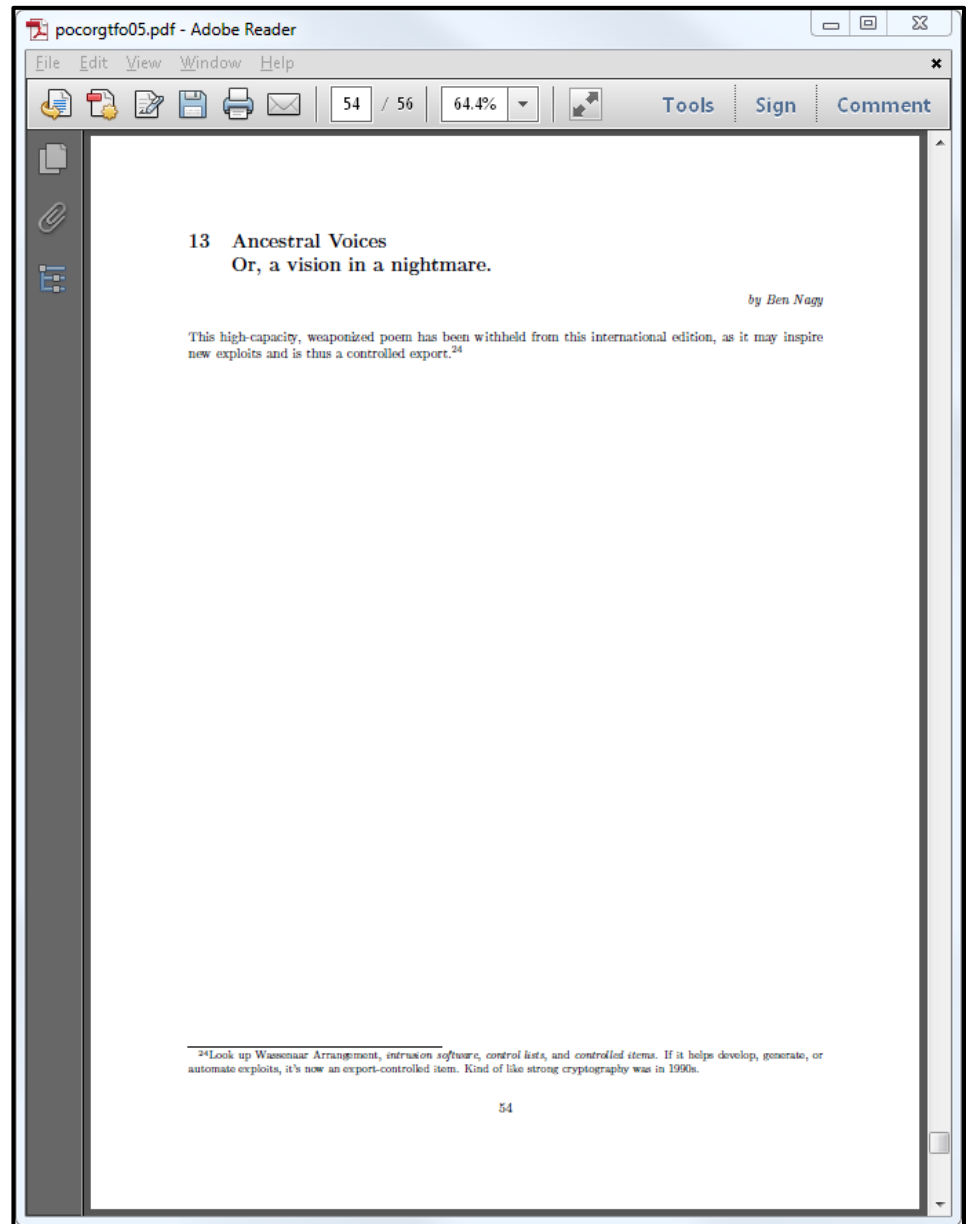 pocorgtfo05.pdf - Adobe Reader
File Edit View Window Help
54 / 56 64.4% Tools Sign Comment
13 Ancestral Voices
Or, a vision in a nightmare.
by Ben Nagy
This high-capacity, weaponized poem has been withheld from this international edition, as it may inspire
new exploits and is thus a controlled export.24
24Look up Wassenaar Arrangement, intrusion software, control lists, and controlled items. If it helps develop, generate, or
automate exploits, it's now an export-controlled item. Kind of like strong cryptography was in 1990s.
54